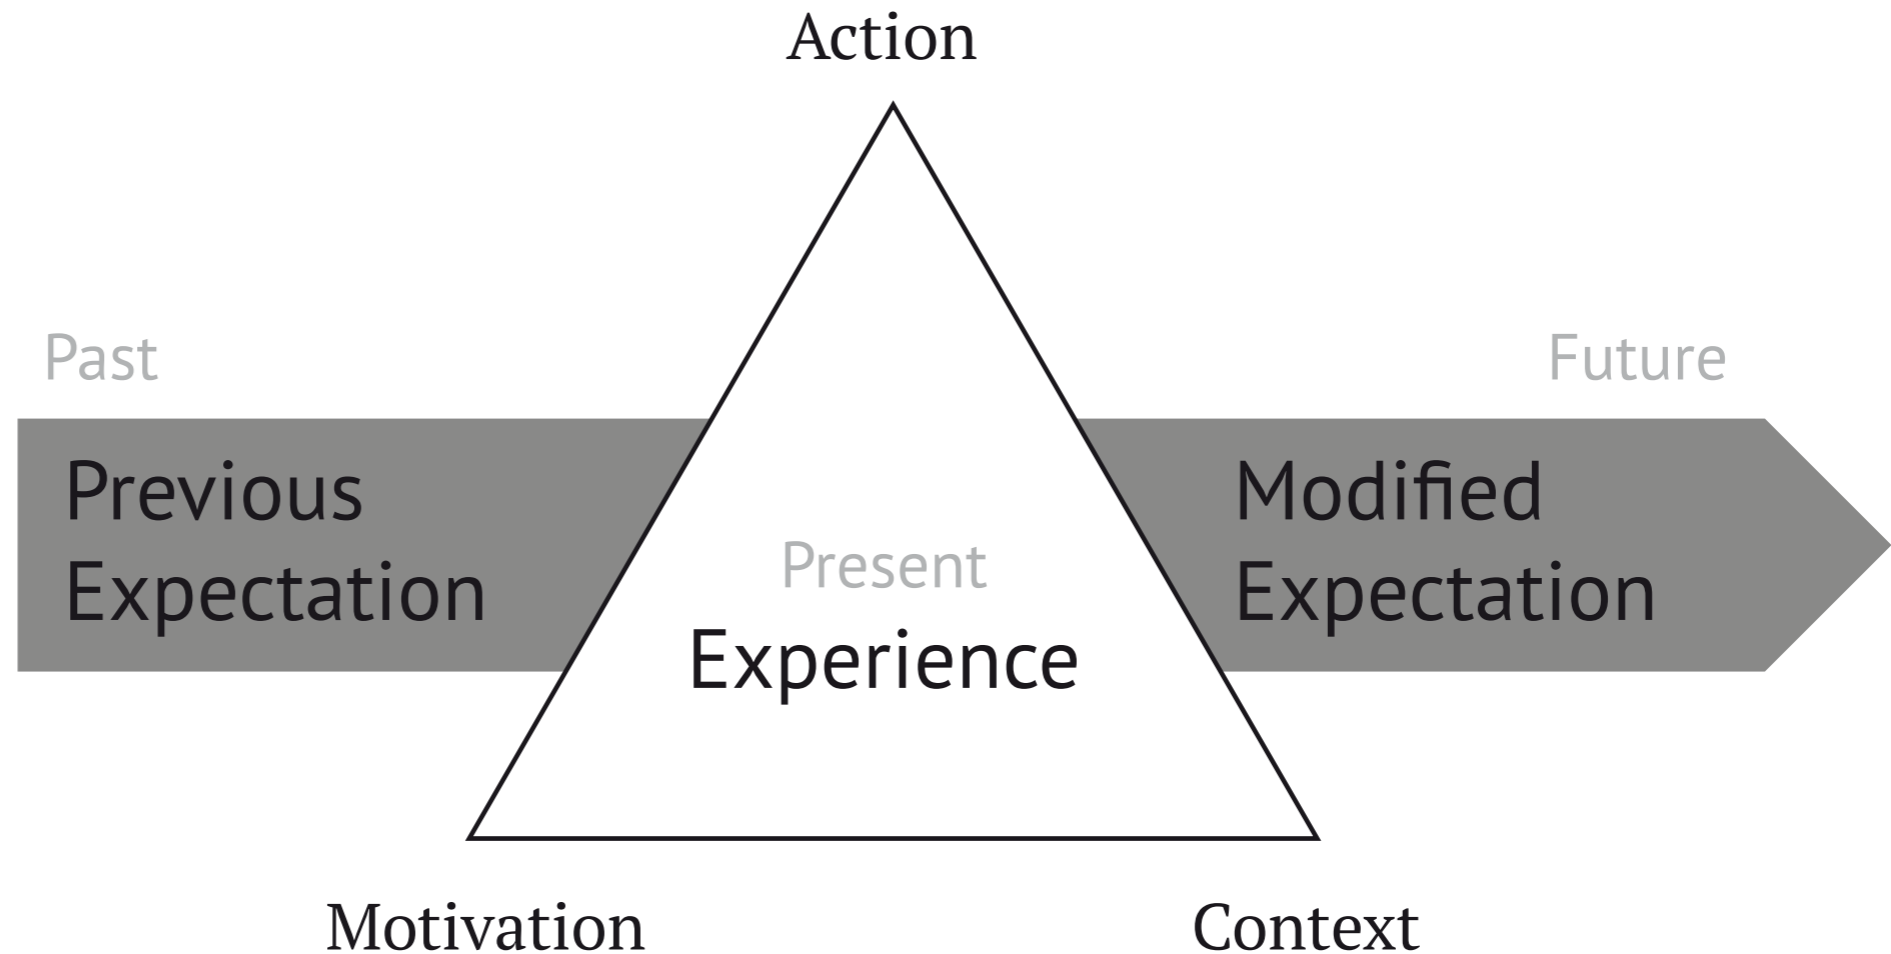 Action
Past
Future
Previous
Expectation
Present
Experience
Modified
Expectation
Motivation
Context